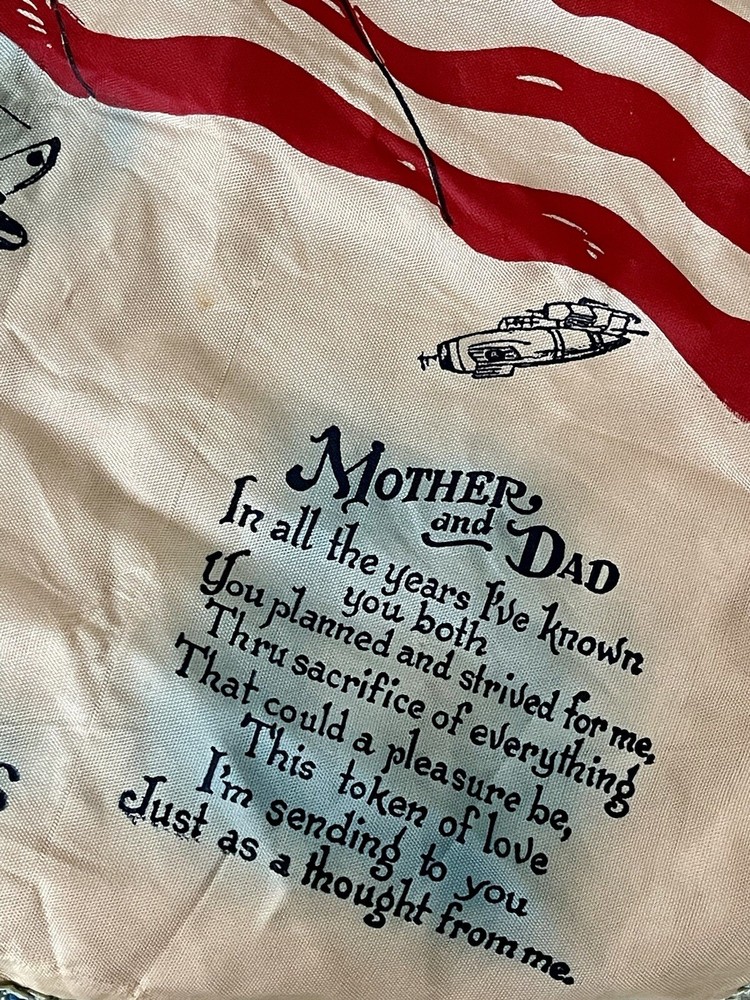 MOTHER
and DAD
In all the years I've known
you both
You planned and strived for me,
Thru sacrifice of everything
That could a pleasure be,
This token of love
I'm sending to you
Just as a thought from me.